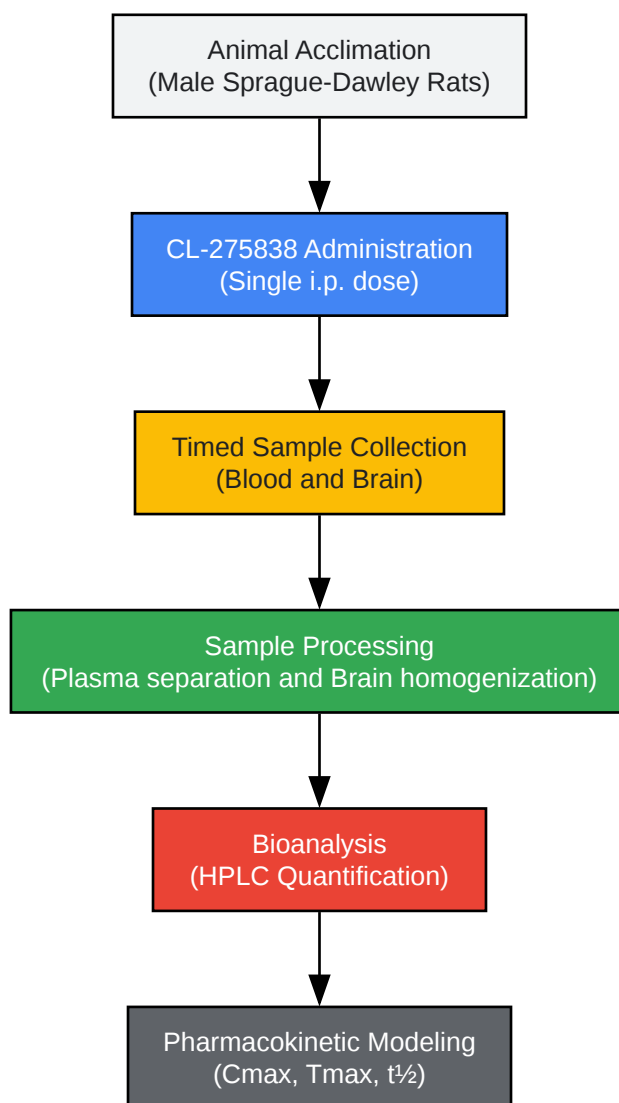 Animal Acclimation
(Male Sprague-Dawley Rats)
CL-275838 Administration
(Single i.p. dose)
Timed Sample Collection
(Blood and Brain)
Sample Processing
(Plasma separation and Brain homogenization)
Bioanalysis
(HPLC Quantification)
Pharmacokinetic Modeling
(Cmax, Tmax, t½)